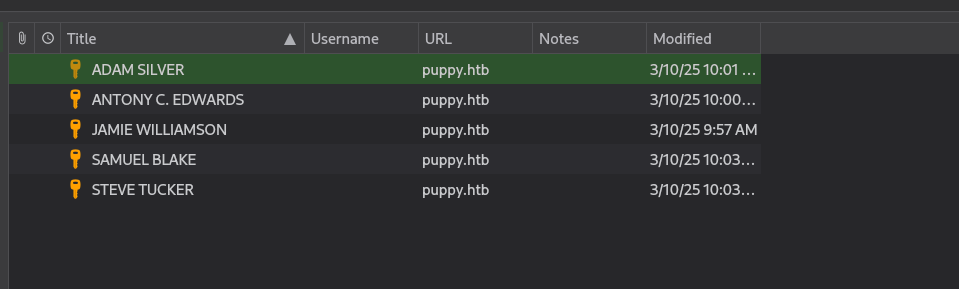 Title Username URL Notes Modified
ADAM SILVER puppy.htb 3/10/25 10:01 ...
ANTONY C. EDWARDS puppy.htb 3/10/25 10:00...
JAMIE WILLIAMSON puppy.htb 3/10/25 9:57 AM
SAMUEL BLAKE puppy.htb 3/10/25 10:03...
STEVE TUCKER puppy.htb 3/10/25 10:03...